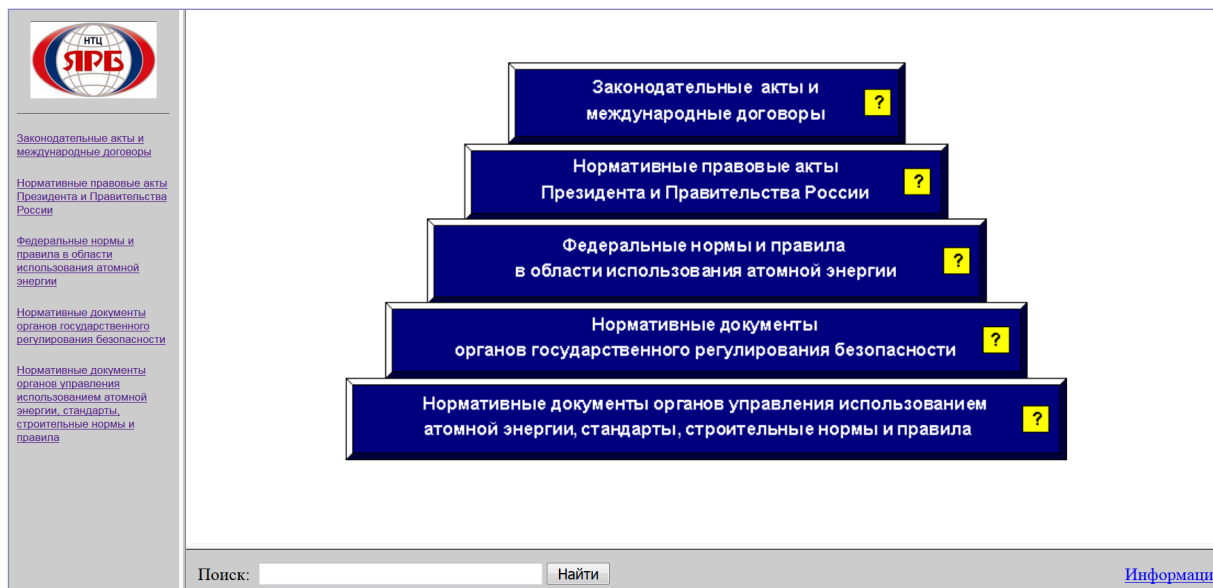 НТЦ
ЯРБ
Законодательные акты и
международные договоры
Нормативные правовые акты
Президента и Правительства
России
Федеральные нормы и
правила в области
использования атомной
энергии
Нормативные документы
органов государственного
регулирования безопасности
Нормативные документы
органов управления
использованием атомной
энергии, стандарты,
строительные нормы и
правила
Законодательные акты и
международные договоры
?
Нормативные правовые акты
Президента и Правительства России
?
Федеральные нормы и правила
в области использования атомной энергии
?
Нормативные документы
органов государственного регулирования безопасности
?
Нормативные документы органов управления использованием
атомной энергии, стандарты, строительные нормы и правила
?
Поиск: Найти Информаци